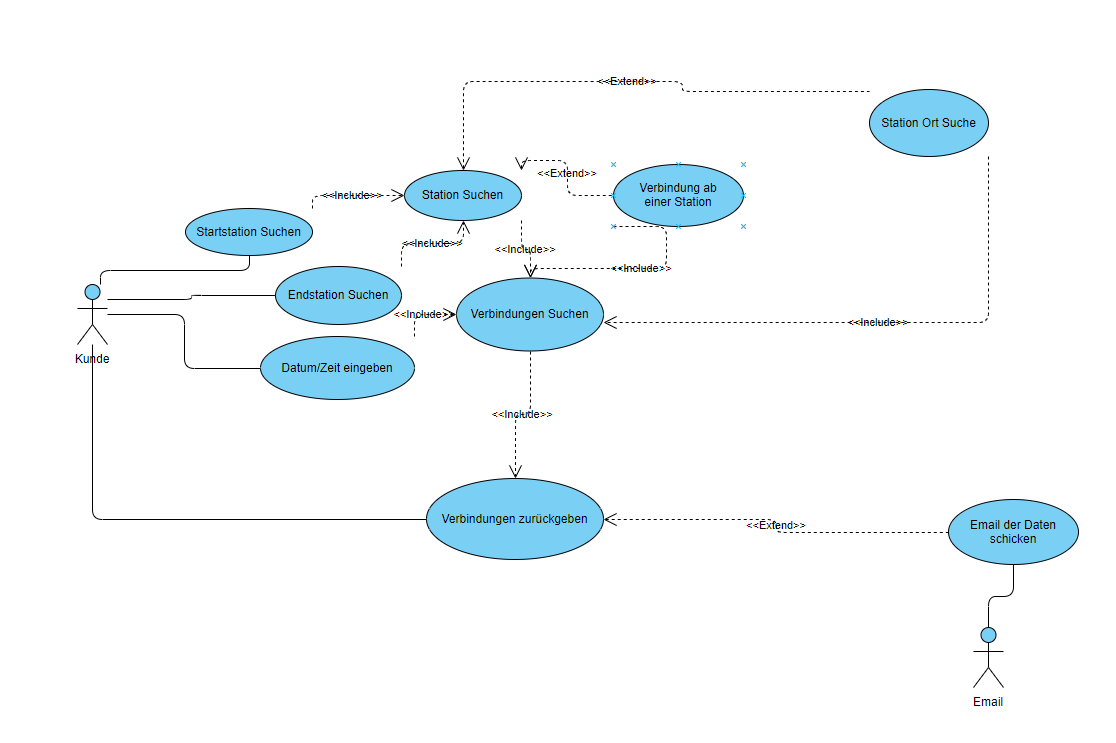 <<Extend>>
Station Ort Suche
<<Extend>>
Verbindung ab
einer Station
<<Include>>
Station Suchen
Startstation Suchen
<<Include>>
<<Include>>
<<Include>>
Endstation Suchen
<<Include>>
Verbindungen Suchen
<<Include>>
Kunde
Datum/Zeit eingeben
<<Include>>
Verbindungen zurückgeben
<<Extend>>
Email der Daten
schicken
Email